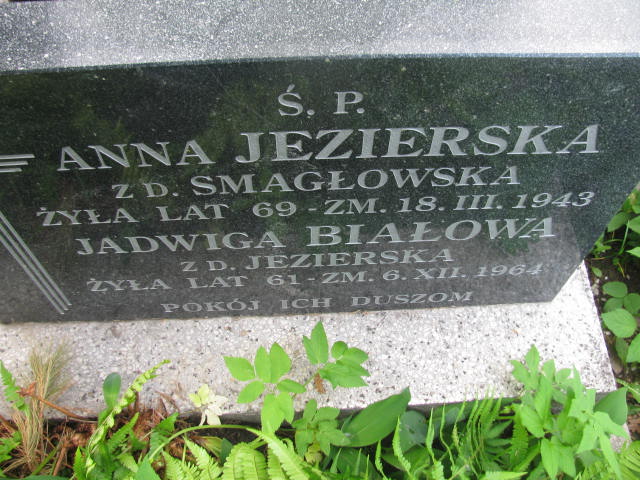 Ś. P.
ANNA JEZIERSKA
Z D. SMAGŁOWSKA
ŻYŁA LAT 69 - ZM. 18. III. 1943
JADWIGA BIAŁOWA
Z D. JEZIERSKA
ŻYŁA LAT 61 - ZM. 6. XII. 1964
POKÓJ ICH DUSZOM